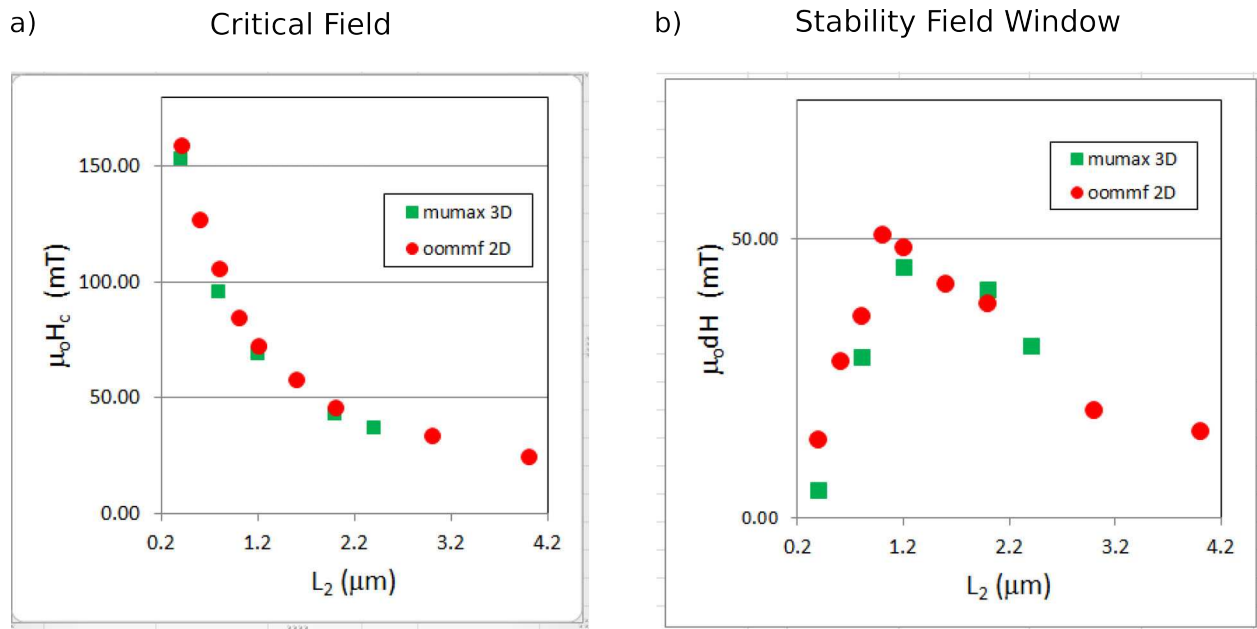 a) Critical Field
150.00
100.00
50.00
0.00
0.2 1.2 2.2 3.2 4.2
μ₀H_c (mT)
L₂ (μm)
mumax 3D
oommf 2D
b) Stability Field Window
50.00
0.00
0.2 1.2 2.2 3.2 4.2
μ₀dH (mT)
L₂ (μm)
mumax 3D
oommf 2D